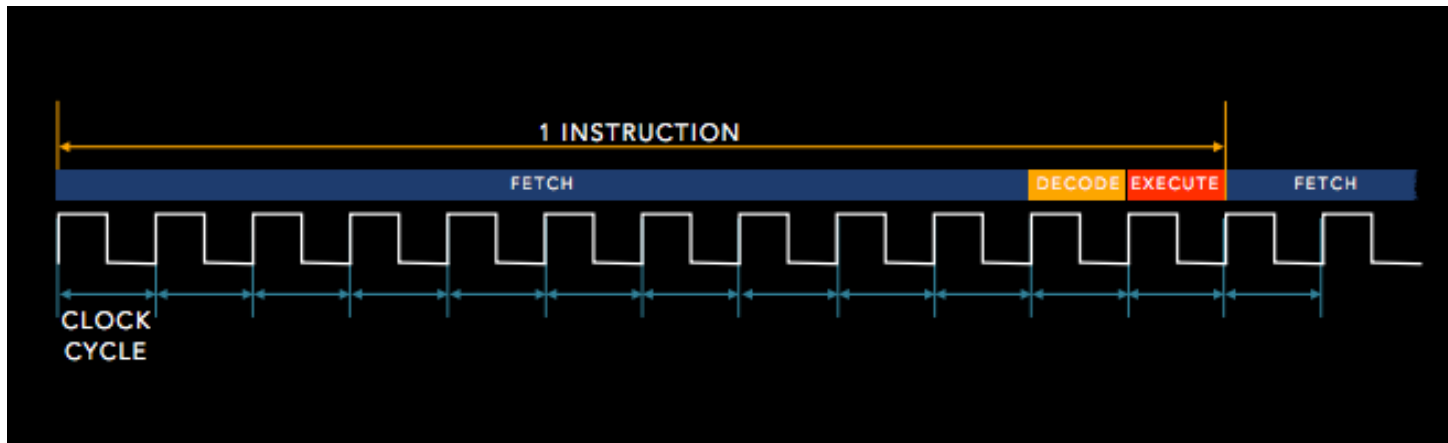 1 INSTRUCTION
FETCH DECODE EXECUTE FETCH
CLOCK
CYCLE